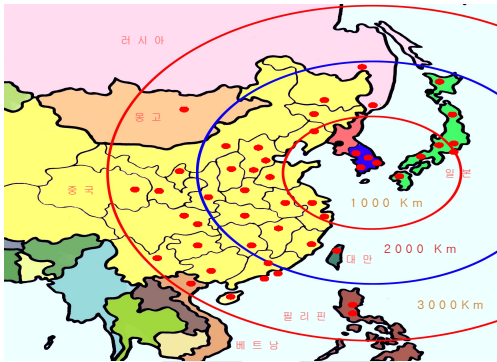 러 시 아
몽 고
중 국
일 본
1000 Km
대 만
2000 Km
3000Km
필 리 핀
베 트 남